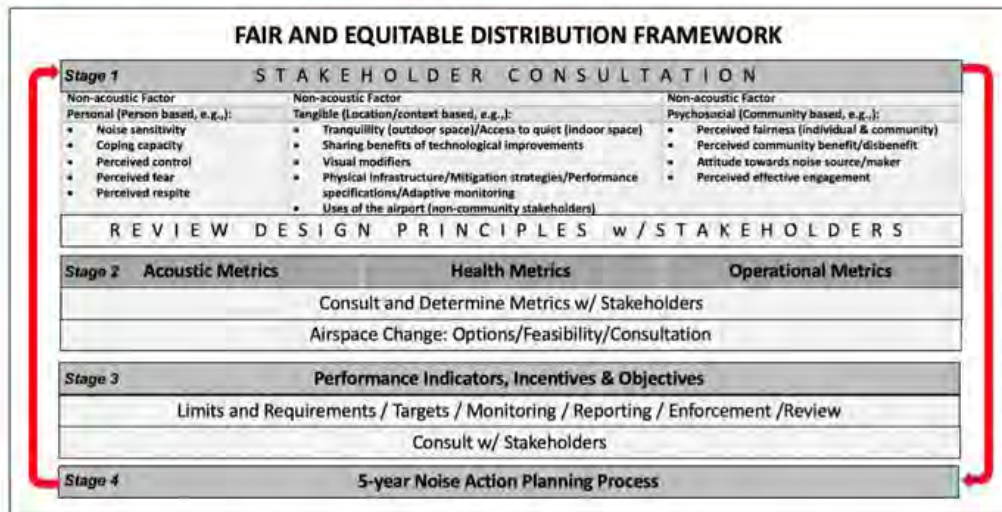 FAIR AND EQUITABLE DISTRIBUTION FRAMEWORK
Stage 1 STAKEHOLDER CONSULTATION
Non-acoustic Factor
Personal (Person based, e.g.,):
• Noise sensitivity
• Coping capacity
• Perceived control
• Perceived fear
• Perceived respite
Non-acoustic Factor
Tangible (Location/context based, e.g.,):
• Tranquillity (outdoor space)/Access to quiet (indoor space)
• Sharing benefits of technological improvements
• Visual modifiers
• Physical Infrastructure/Mitigation strategies/Performance
specifications/Adaptive monitoring
• Uses of the airport (non-community stakeholders)
Non-acoustic Factor
Psychosocial (Community based, e.g.,):
• Perceived fairness (individual & community)
• Perceived community benefit/disbenefit
• Attitude towards noise source/maker
• Perceived effective engagement
REVIEW DESIGN PRINCIPLES w/STAKEHOLDERS
Stage 2 Acoustic Metrics Health Metrics Operational Metrics
Consult and Determine Metrics w/ Stakeholders
Airspace Change: Options/Feasibility/Consultation
Stage 3 Performance Indicators, Incentives & Objectives
Limits and Requirements / Targets / Monitoring / Reporting / Enforcement /Review
Consult w/ Stakeholders
Stage 4 5-year Noise Action Planning Process